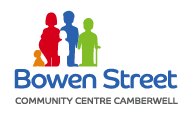 Bowen Street
COMMUNITY CENTRE CAMBERWELL